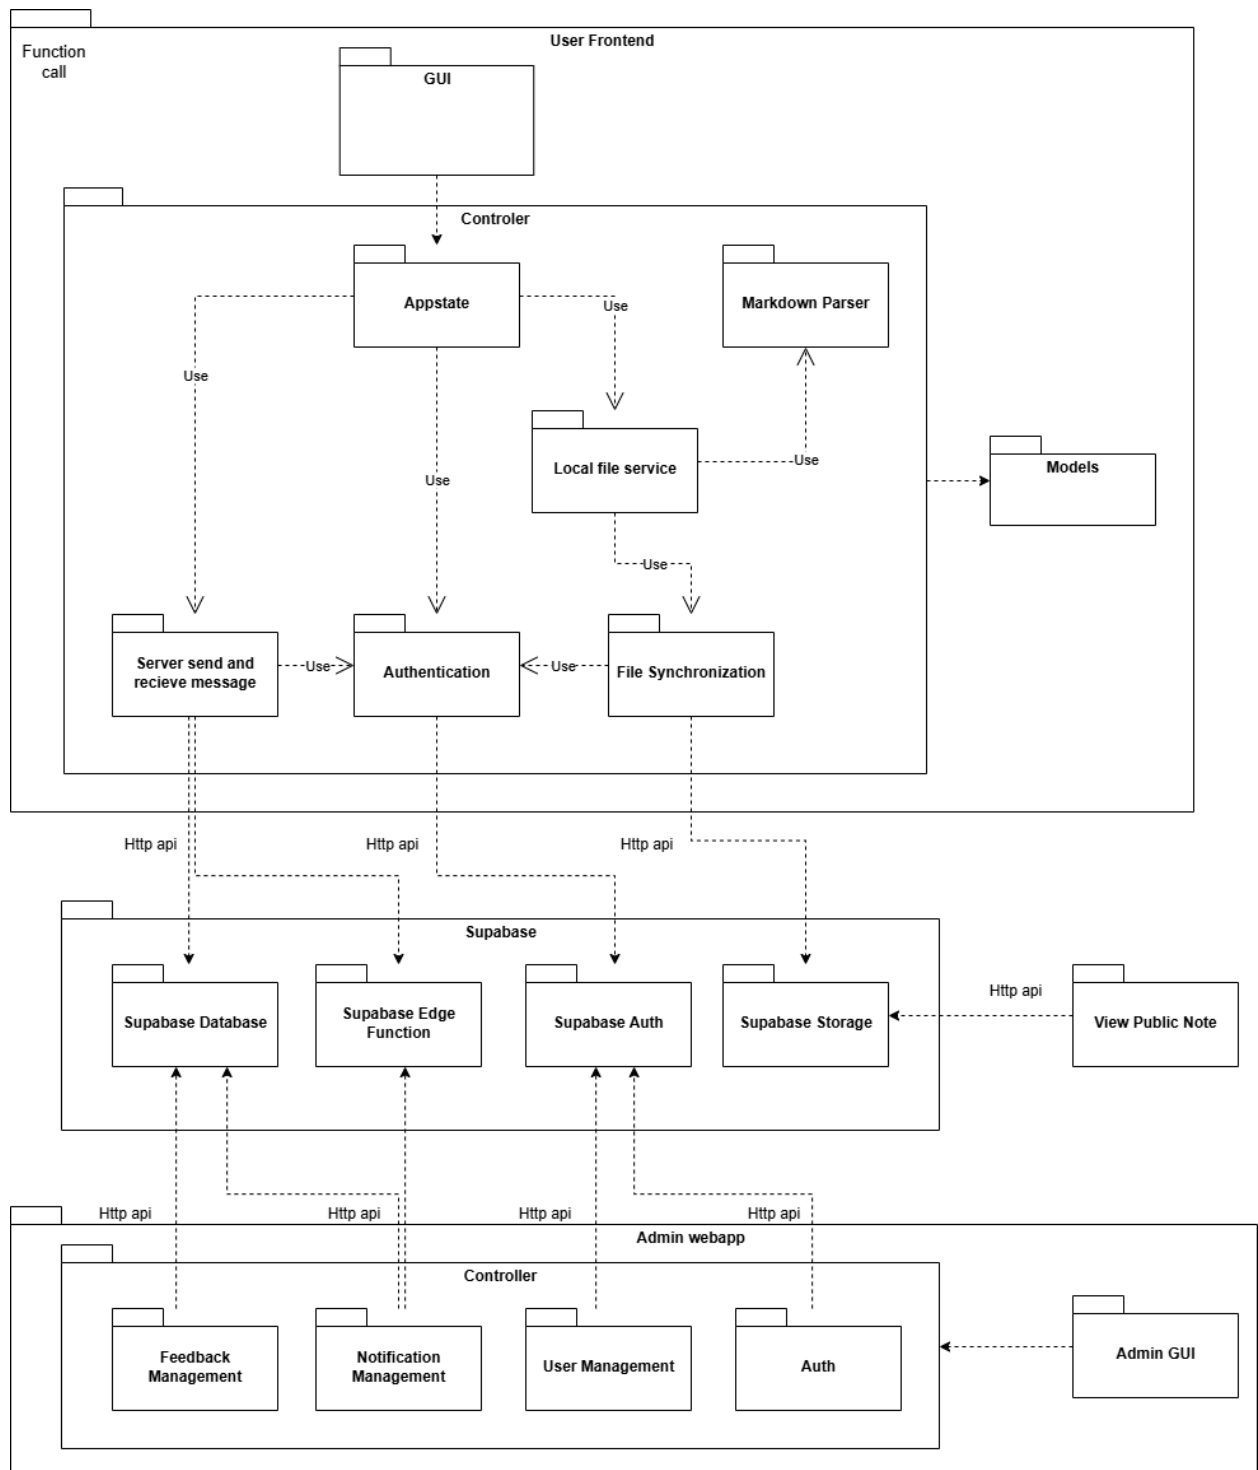 User Frontend
Function
call
GUI
Controler
Appstate
Markdown Parser
Use
Use
Local file service
Use
Use
Models
Use
Server send and
recieve message
Use
Authentication
Use
File Synchronization
Http api
Http api
Http api
Supabase
Supabase Database
Supabase Edge
Function
Supabase Auth
Supabase Storage
Http api
View Public Note
Http api
Http api
Http api
Http api
Admin webapp
Controller
Feedback
Management
Notification
Management
User Management
Auth
Admin GUI